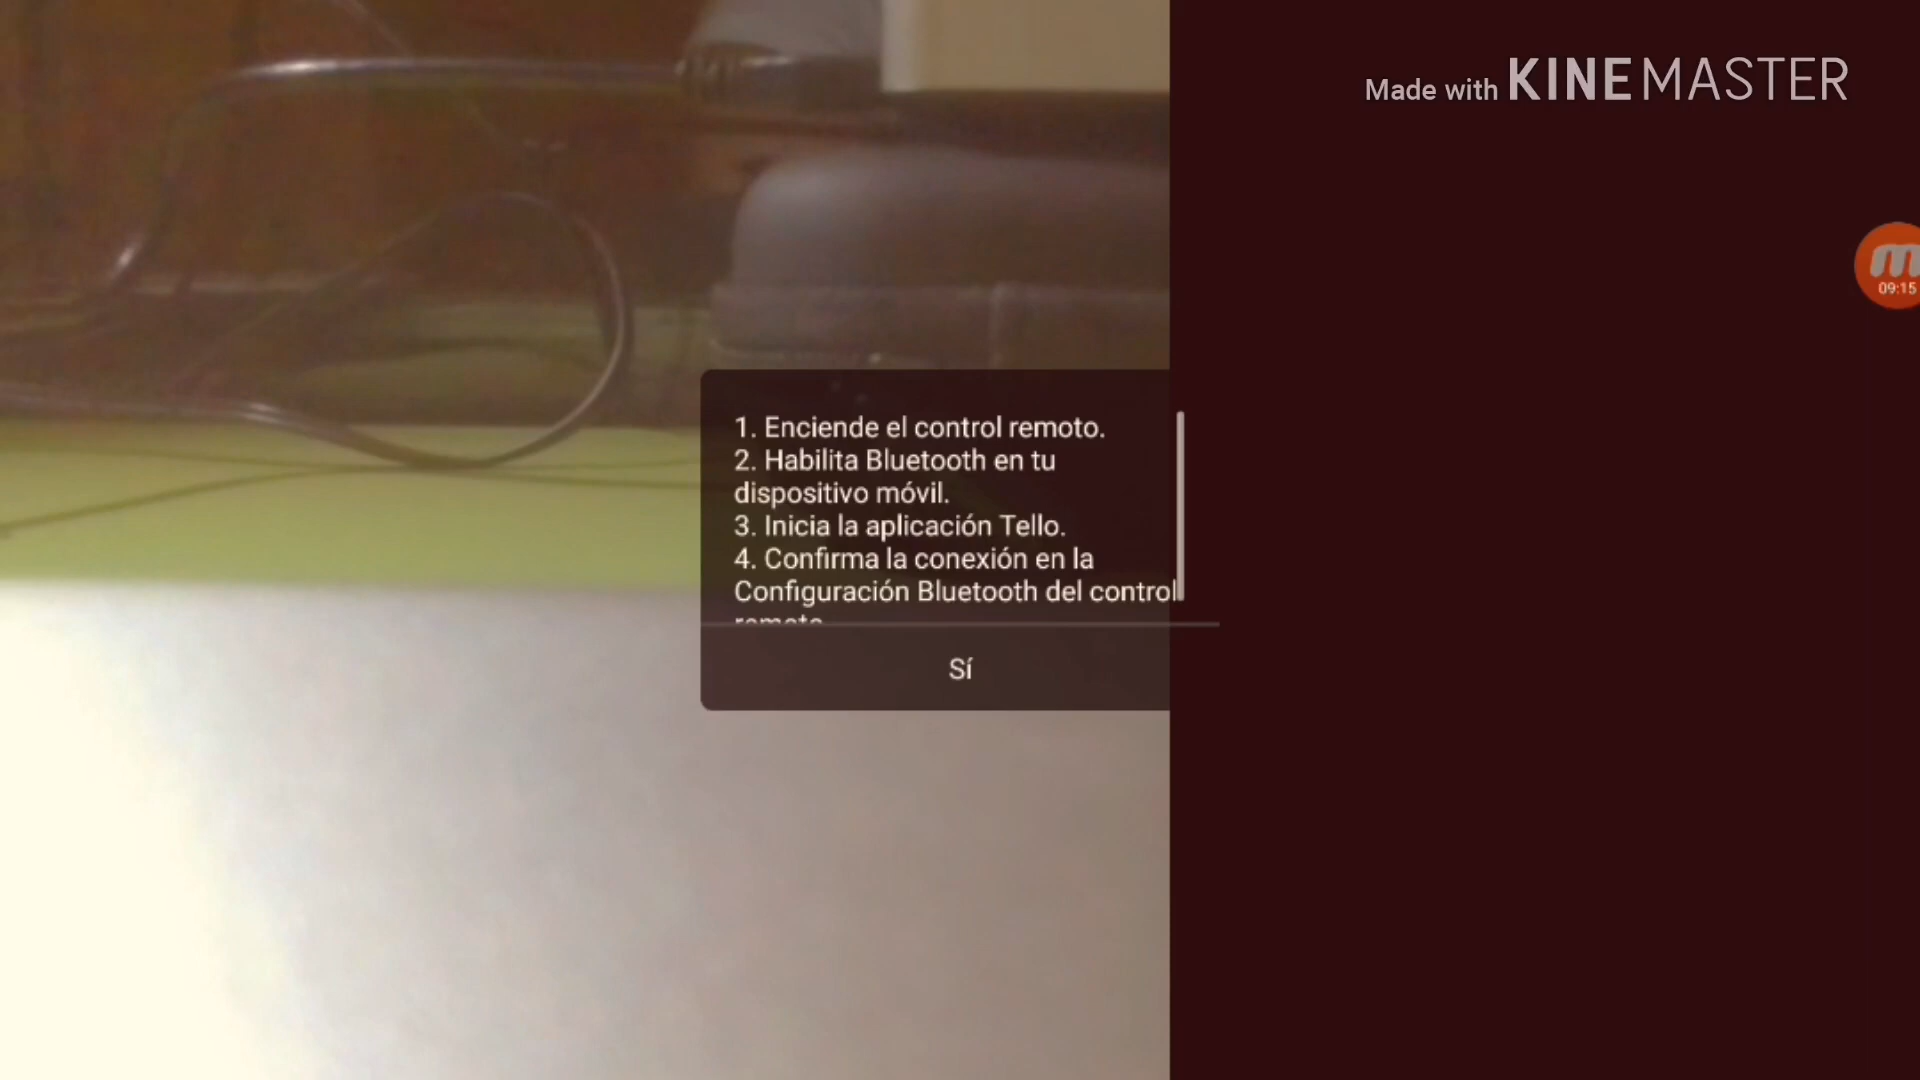 Made with KINEMASTER
09:15
1. Enciende el control remoto.
2. Habilita Bluetooth en tu
dispositivo móvil.
3. Inicia la aplicación Tello.
4. Confirma la conexión en la
Configuración Bluetooth del control
remoto
Sí